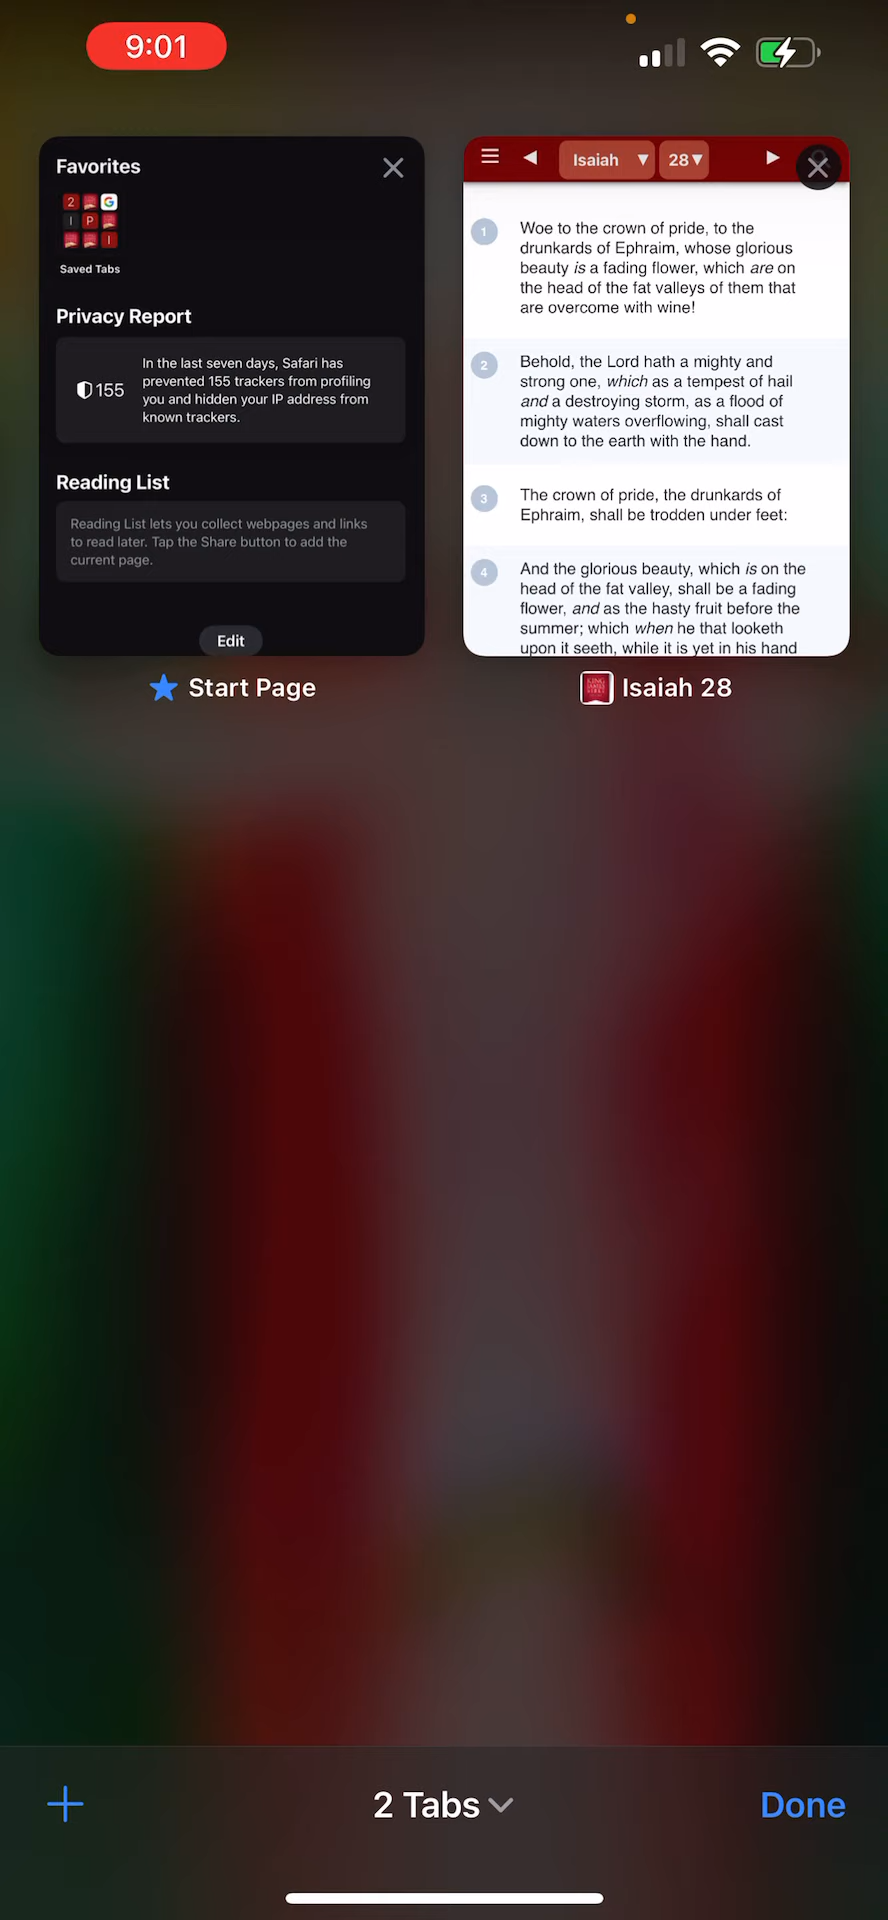 9:01
Favorites
2 G
I P
I
Saved Tabs
Privacy Report
155
In the last seven days, Safari has
prevented 155 trackers from profiling
you and hidden your IP address from
known trackers.
Reading List
Reading List lets you collect webpages and links
to read later. Tap the Share button to add the
current page.
Edit
Start Page
Isaiah 28
1
Woe to the crown of pride, to the
drunkards of Ephraim, whose glorious
beauty is a fading flower, which are on
the head of the fat valleys of them that
are overcome with wine!
2
Behold, the Lord hath a mighty and
strong one, which as a tempest of hail
and a destroying storm, as a flood of
mighty waters overflowing, shall cast
down to the earth with the hand.
3
The crown of pride, the drunkards of
Ephraim, shall be trodden under feet:
4
And the glorious beauty, which is on the
head of the fat valley, shall be a fading
flower, and as the hasty fruit before the
summer; which when he that looketh
upon it seeth, while it is yet in his hand
KING
JAMES
BIBLE
Isaiah 28
2 Tabs
Done